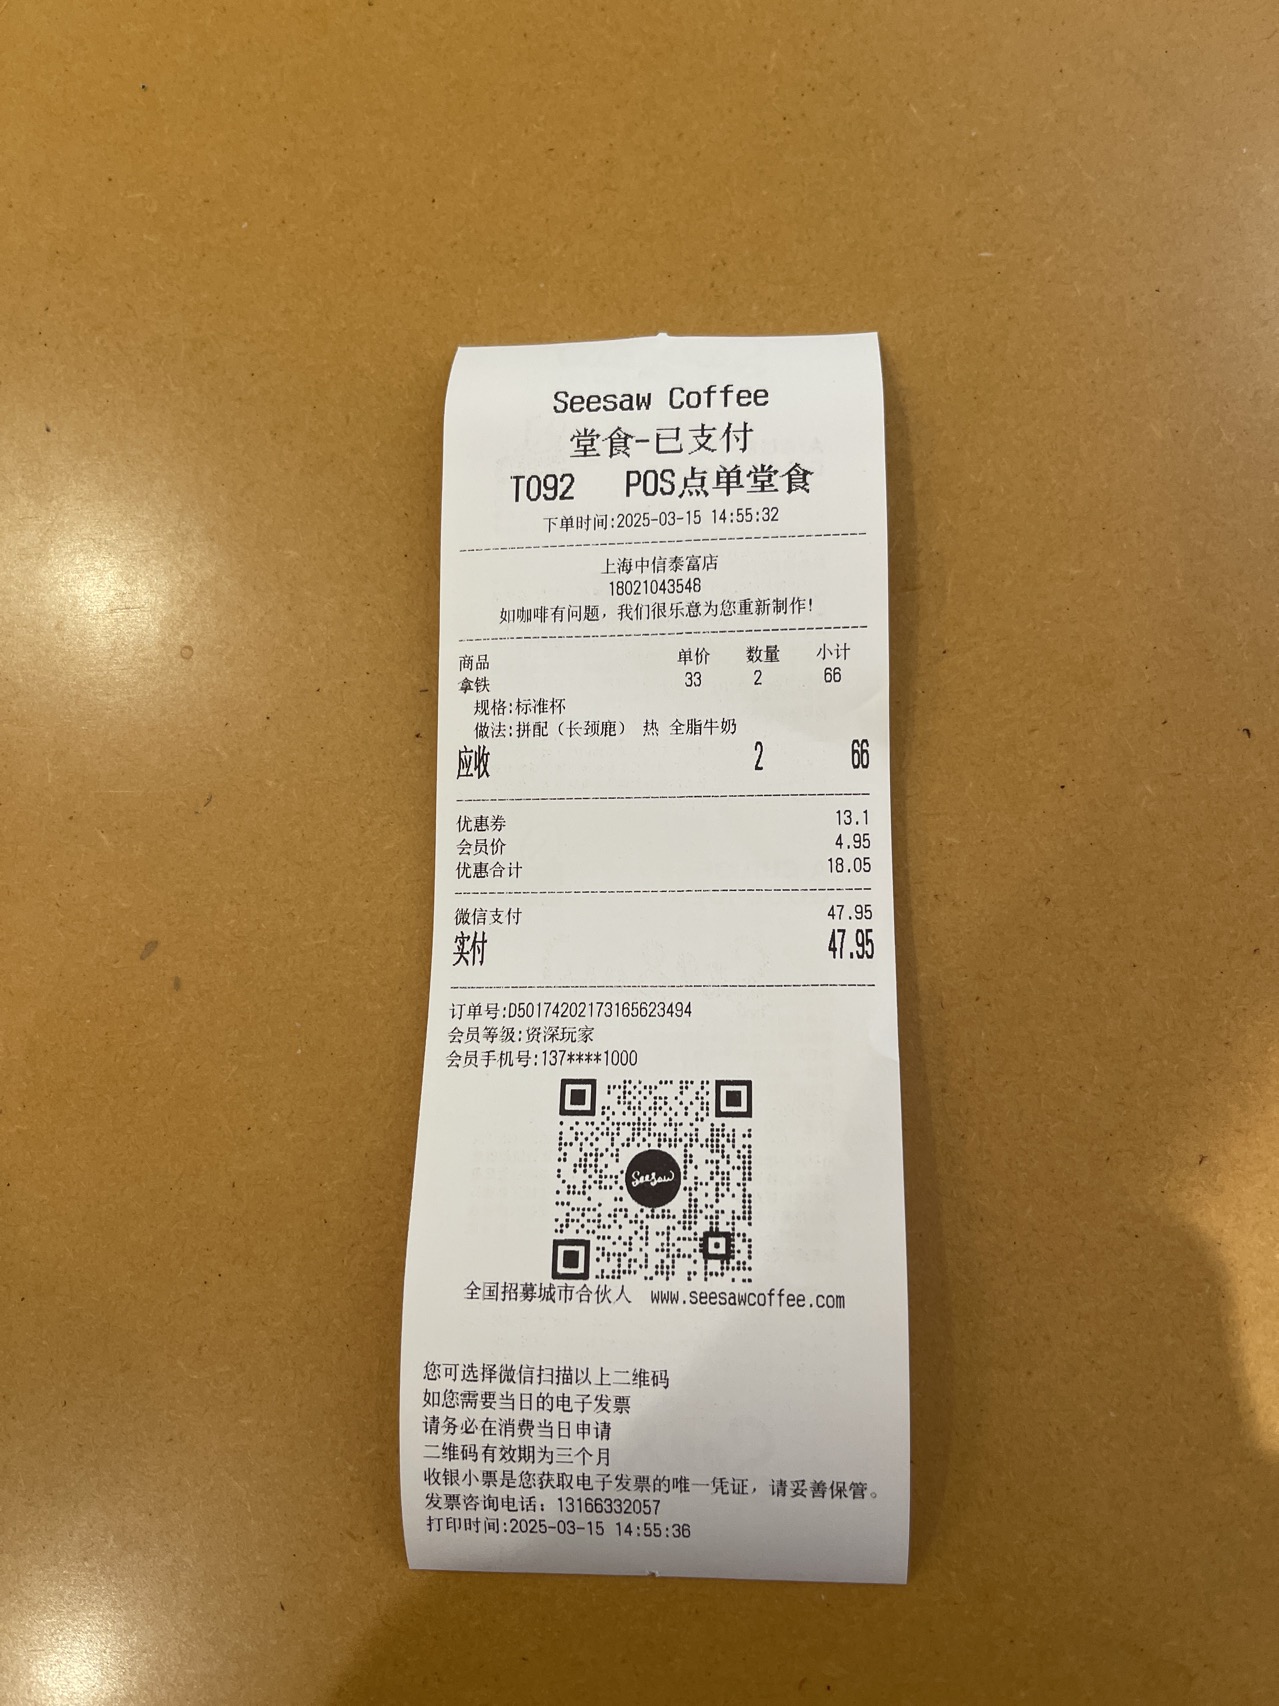 Seesaw Coffee
堂食-已支付
T092 POS点单堂食
下单时间:2025-03-15 14:55:32
上海中信泰富店
18021043548
如咖啡有问题，我们很乐意为您重新制作!
商品 单价 数量 小计
拿铁 33 2 66
规格:标准杯
做法:拼配（长颈鹿） 热 全脂牛奶
应收 2 66
优惠券 13.1
会员价 4.95
优惠合计 18.05
微信支付 47.95
实付 47.95
订单号:D50174202173165623494
会员等级:资深玩家
会员手机号:137****1000
Seesaw
全国招募城市合伙人 www.seesawcoffee.com
您可选择微信扫描以上二维码
如您需要当日的电子发票
请务必在消费当日申请
二维码有效期为三个月
收银小票是您获取电子发票的唯一凭证，请妥善保管。
发票咨询电话：13166332057
打印时间:2025-03-15 14:55:36